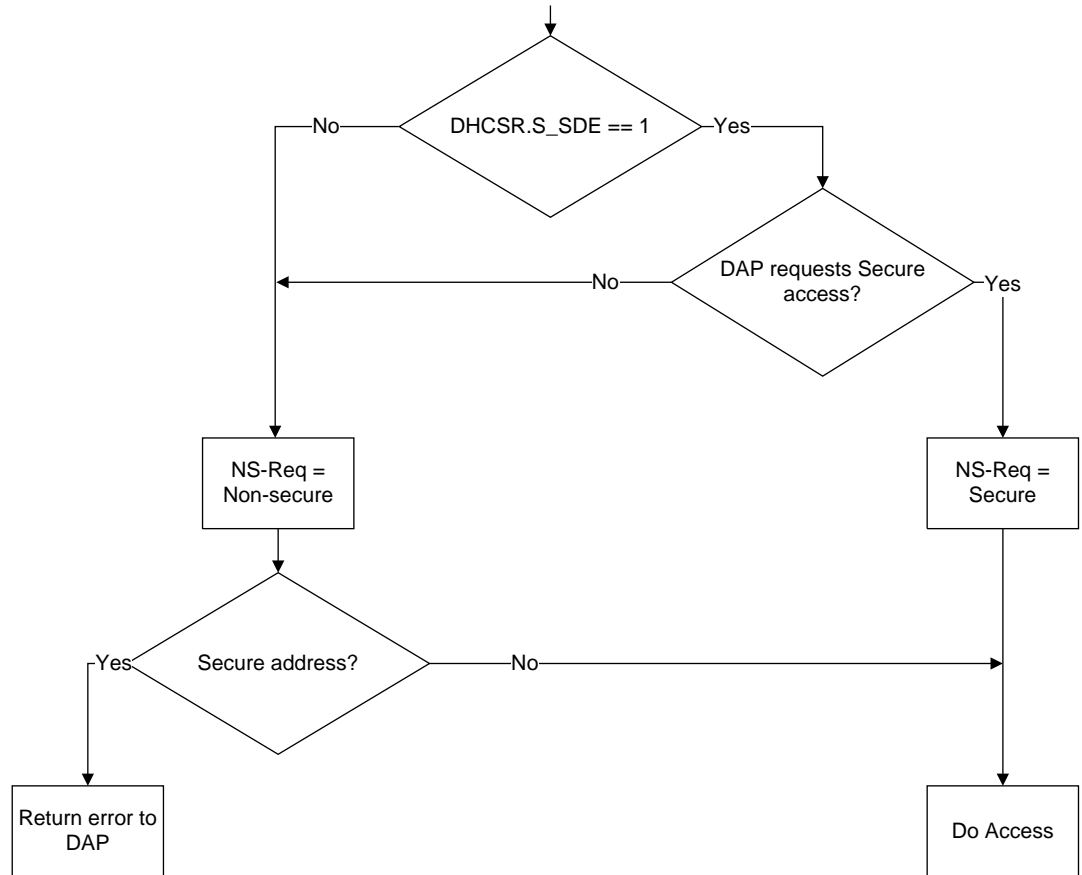 DHCSR.S_SDE == 1
No
Yes
DAP requests Secure
access?
No
Yes
NS-Req =
Non-secure
NS-Req =
Secure
Secure address?
Yes
No
Return error to
DAP
Do Access